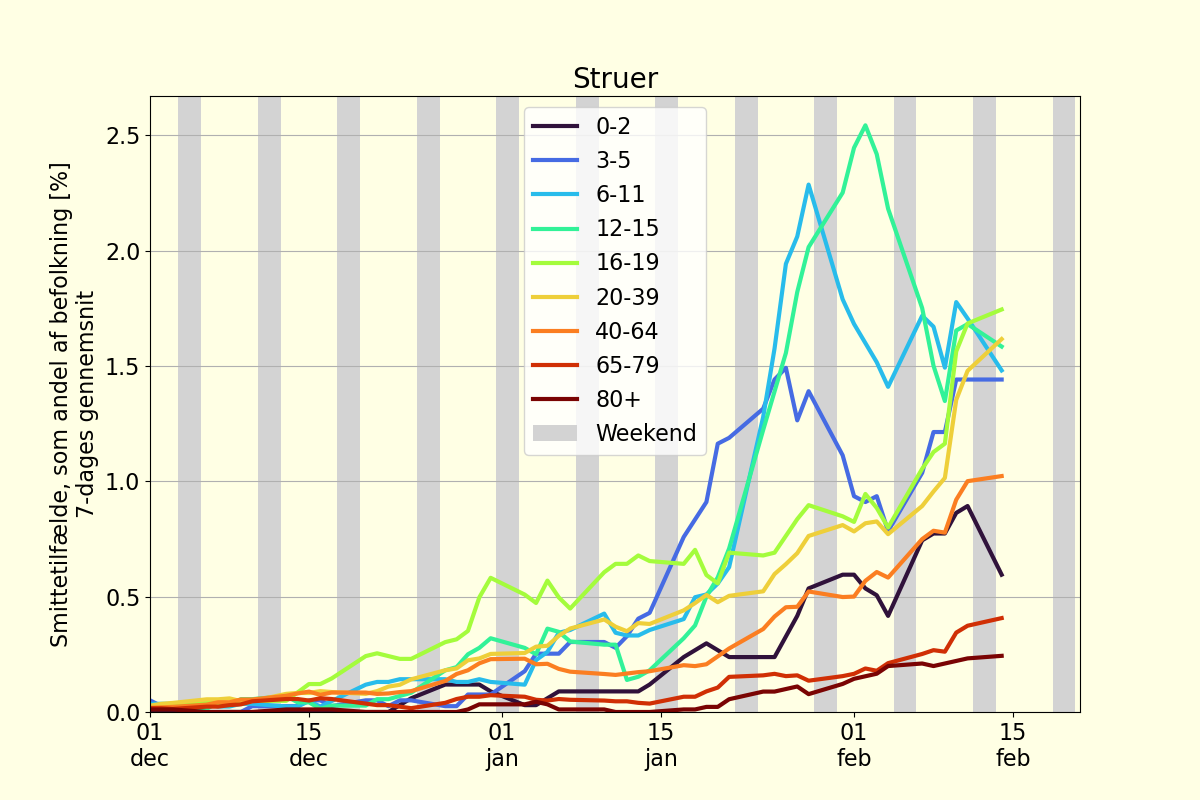 Struer
Smittetilfælde, som andel af befolkning [%]
7-dages gennemsnit
2.5
2.0
1.5
1.0
0.5
0.0
0-2
3-5
6-11
12-15
16-19
20-39
40-64
65-79
80+
Weekend
01 15 01 15 01 15
dec dec jan jan feb feb